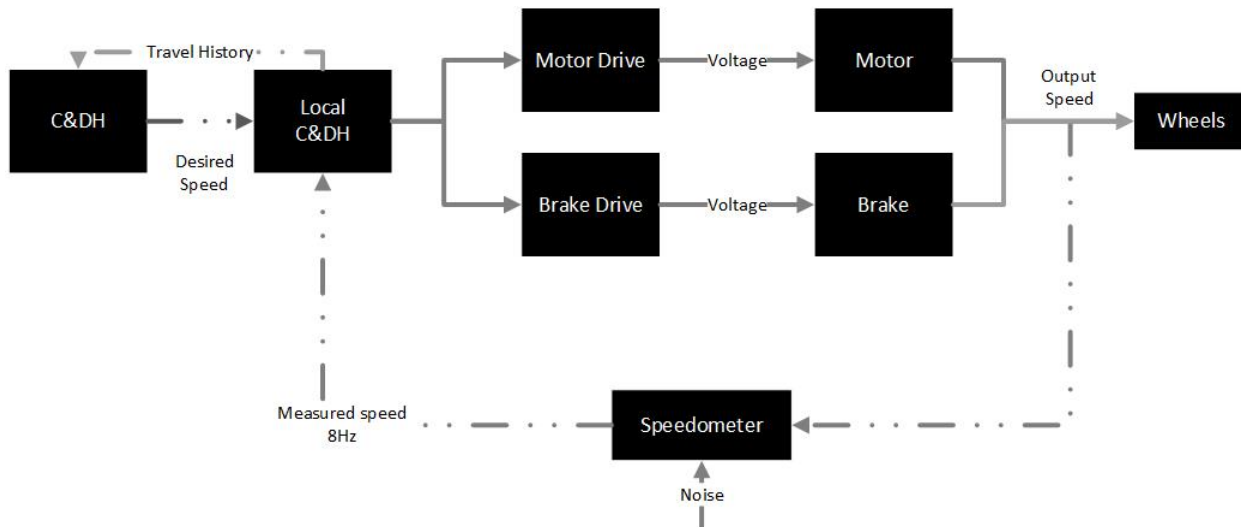 Travel History
C&DH
Desired
Speed
Local
C&DH
Motor Drive
Voltage
Motor
Brake Drive
Voltage
Brake
Output
Speed
Wheels
Measured speed
8Hz
Speedometer
Noise